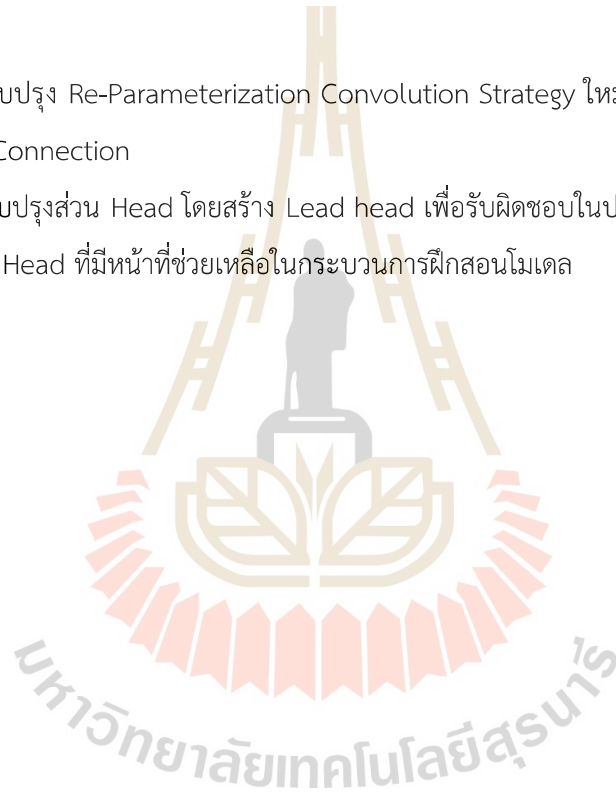 บปรุง Re-Parameterization Convolution Strategy ใหม
Connection
บปรุงส่วน Head โดยสร้าง Lead head เพื่อรับผิดชอบในป
Head ที่มีหน้าที่ช่วยเหลือในกระบวนการฝึกสอนโมเดล
มหาวิทยาลัยเทคโนโลยีสุรนารี